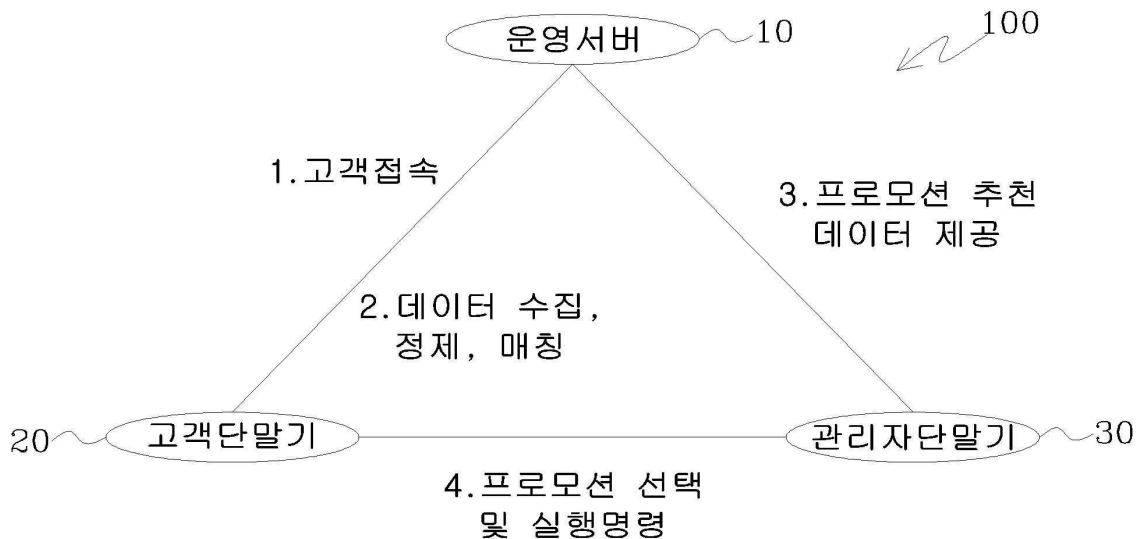 운영서버 10
100
1.고객접속
3.프로모션 추천
데이터 제공
2.데이터 수집,
정제, 매칭
20 고객단말기
관리자단말기 30
4.프로모션 선택
및 실행명령